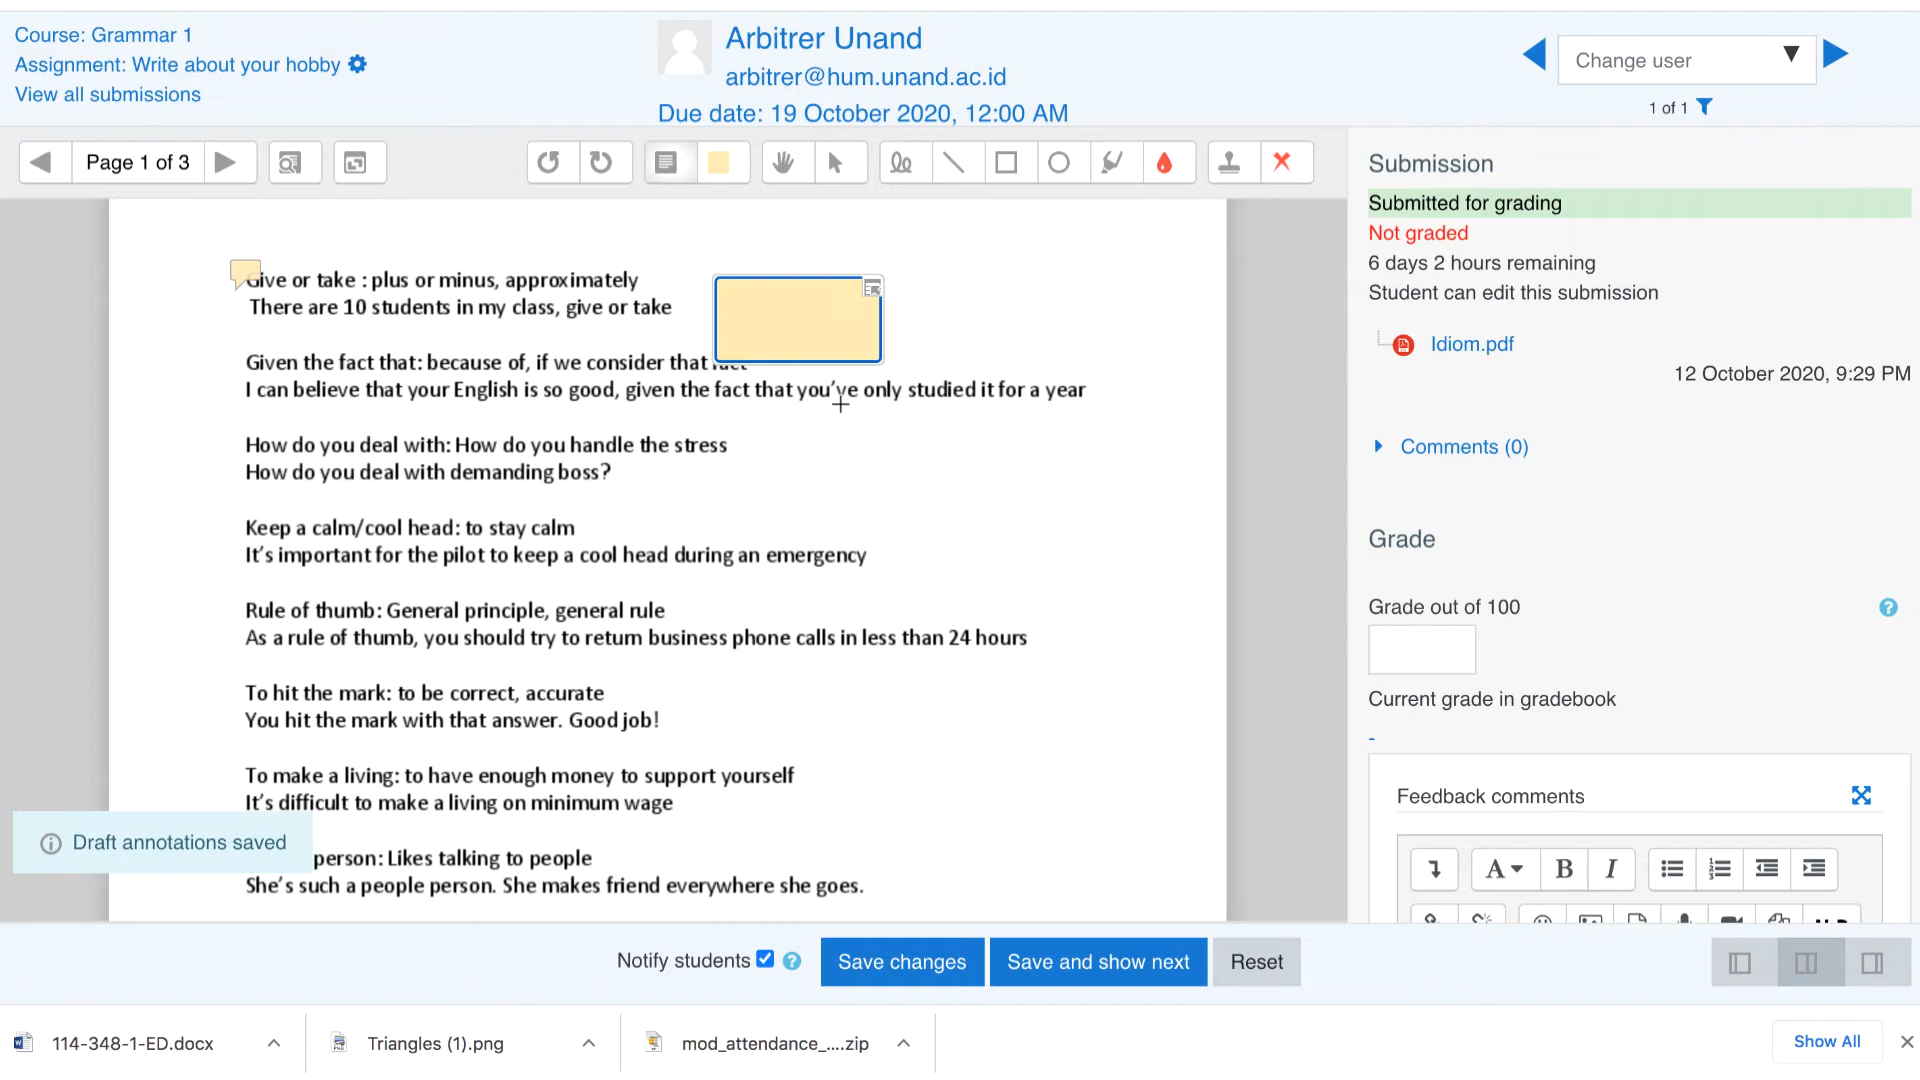 Course: Grammar 1
Assignment: Write about your hobby
View all submissions
Arbitrer Unand
arbitrer@hum.unand.ac.id
Due date: 19 October 2020, 12:00 AM
Change user
1 of 1
Page 1 of 3
Give or take : plus or minus, approximately
There are 10 students in my class, give or take
Given the fact that: because of, if we consider that fact
I can believe that your English is so good, given the fact that you've only studied it for a year
How do you deal with: How do you handle the stress
How do you deal with demanding boss?
Keep a calm/cool head: to stay calm
It's important for the pilot to keep a cool head during an emergency
Rule of thumb: General principle, general rule
As a rule of thumb, you should try to return business phone calls in less than 24 hours
To hit the mark: to be correct, accurate
You hit the mark with that answer. Good job!
To make a living: to have enough money to support yourself
It's difficult to make a living on minimum wage
person: Likes talking to people
She's such a people person. She makes friend everywhere she goes.
Draft annotations saved
Submission
Submitted for grading
Not graded
6 days 2 hours remaining
Student can edit this submission
Idiom.pdf
12 October 2020, 9:29 PM
Comments (0)
Grade
Grade out of 100
Current grade in gradebook
-
Feedback comments
A B I
Notify students
Save changes
Save and show next
Reset
114-348-1-ED.docx
Triangles (1).png
mod_attendance_....zip
Show All